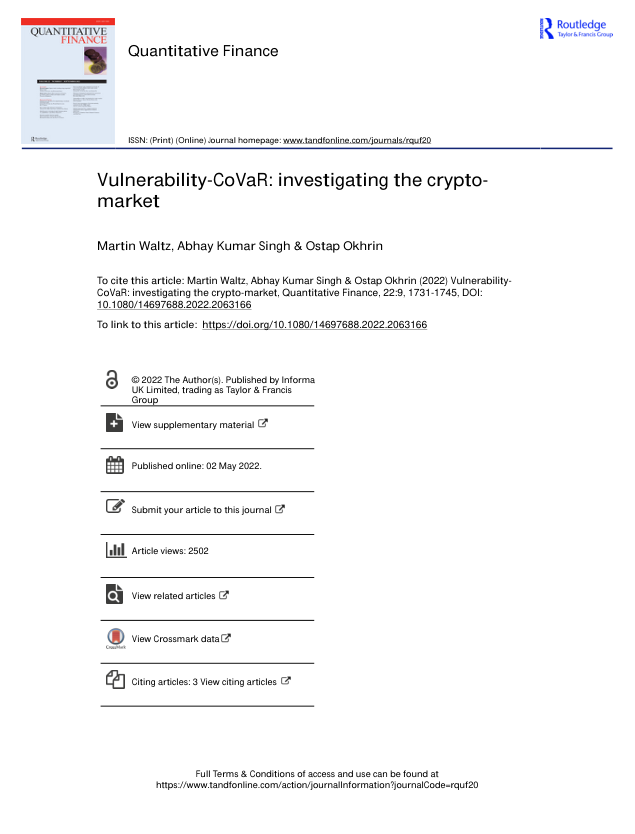 QUANTITATIVE
FINANCE
Routledge
Taylor & Francis Group
Quantitative Finance
ISSN: (Print) (Online) Journal homepage: www.tandfonline.com/journals/rquf20
Vulnerability-CoVaR: investigating the crypto-
market
Martin Waltz, Abhay Kumar Singh & Ostap Okhrin
To cite this article: Martin Waltz, Abhay Kumar Singh & Ostap Okhrin (2022) Vulnerability-
CoVaR: investigating the crypto-market, Quantitative Finance, 22:9, 1731-1745, DOI:
10.1080/14697688.2022.2063166
To link to this article: https://doi.org/10.1080/14697688.2022.2063166
© 2022 The Author(s). Published by Informa
UK Limited, trading as Taylor & Francis
Group
View supplementary material
Published online: 02 May 2022.
Submit your article to this journal
Article views: 2502
View related articles
View Crossmark data
CrossMark
Citing articles: 3 View citing articles
Full Terms & Conditions of access and use can be found at
https://www.tandfonline.com/action/journalInformation?journalCode=rquf20